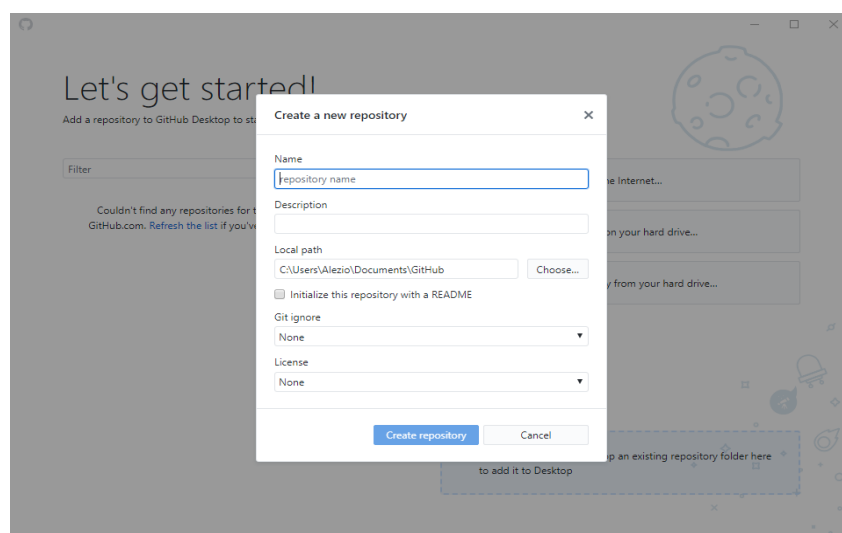 Let's get started!
Add a repository to GitHub Desktop to sta
Filter
Couldn't find any repositories for t
GitHub.com. Refresh the list if you've
Create a new repository
Name
repository name
Description
Local path
C:\Users\Alezio\Documents\GitHub
Choose...
Initialize this repository with a README
Git ignore
None
License
None
Create repository
Cancel
e Internet...
on your hard drive...
y from your hard drive...
p an existing repository folder here
to add it to Desktop